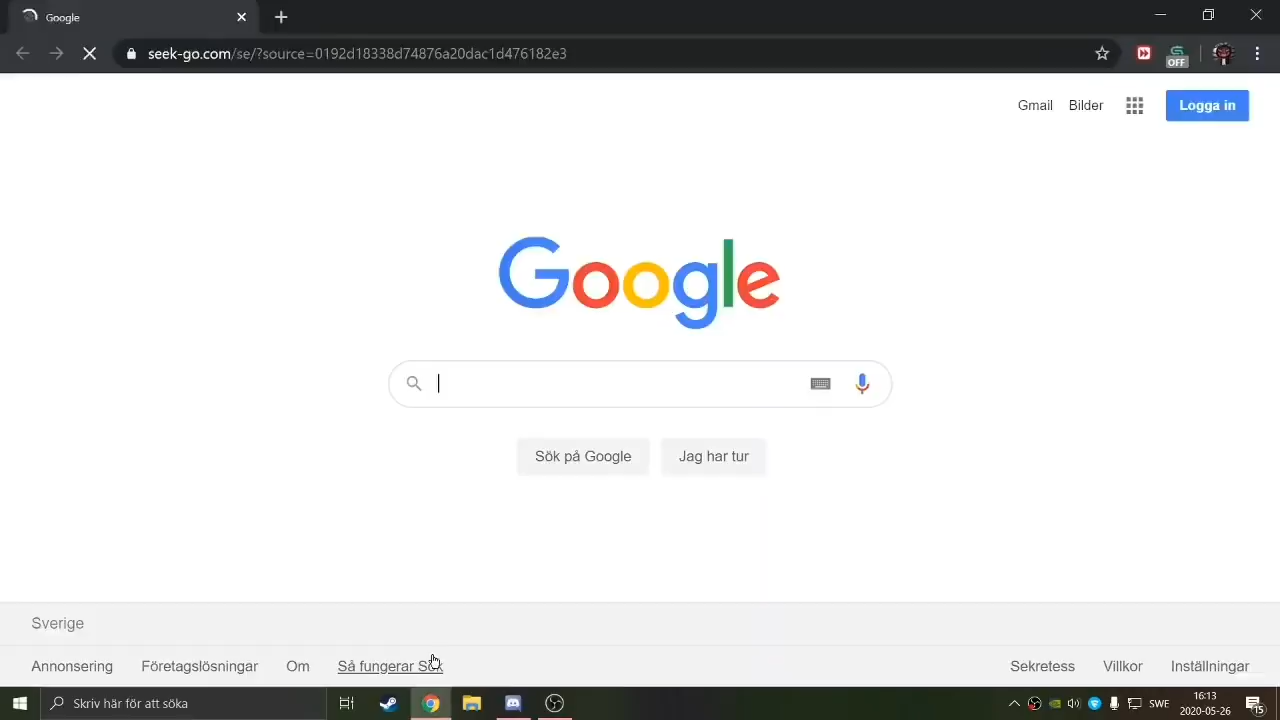 Google
seek-go.com/se/?source=0192d18338d74876a20dac1d476182e3
OFF
Gmail Bilder Logga in
Google
Sök på Google Jag har tur
Sverige
Annonsering Företagslösningar Om Så fungerar Sök Sekretess Villkor Inställningar
Skriv här för att söka SWE 16:13
2020-05-26 15